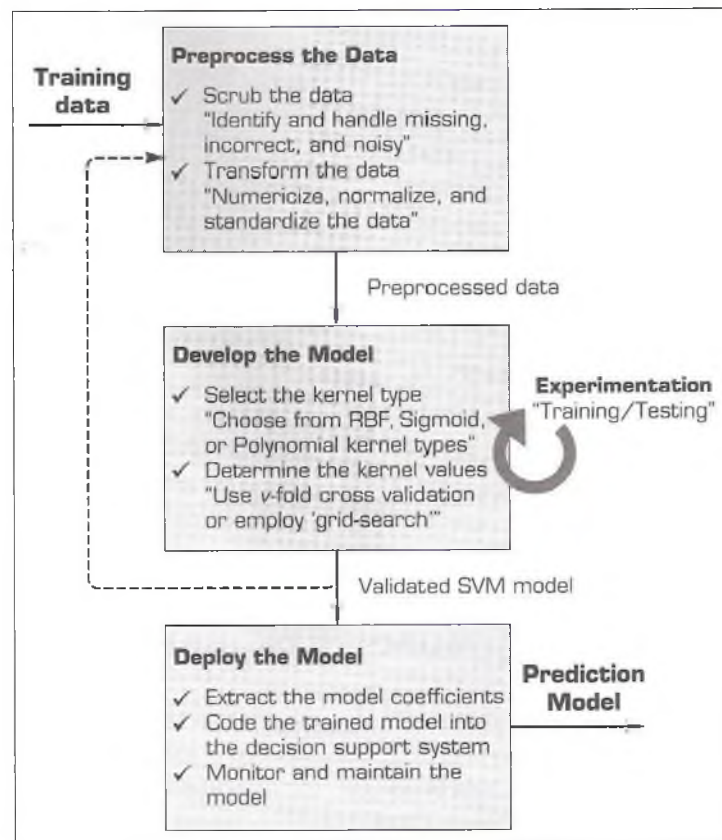 Training
data
Preprocess the Data
✓ Scrub the data
"Identify and handle missing,
incorrect, and noisy"
✓ Transform the data
"Numericize, normalize, and
standardize the data"
Preprocessed data
Develop the Model
✓ Select the kernel type
"Choose from RBF, Sigmoid,
or Polynomial kernel types"
✓ Determine the kernel values
"Use v-fold cross validation
or employ 'grid-search'"
Experimentation
"Training/Testing"
Validated SVM model
Deploy the Model
✓ Extract the model coefficients
✓ Code the trained model into
the decision support system
✓ Monitor and maintain the
model
Prediction
Model